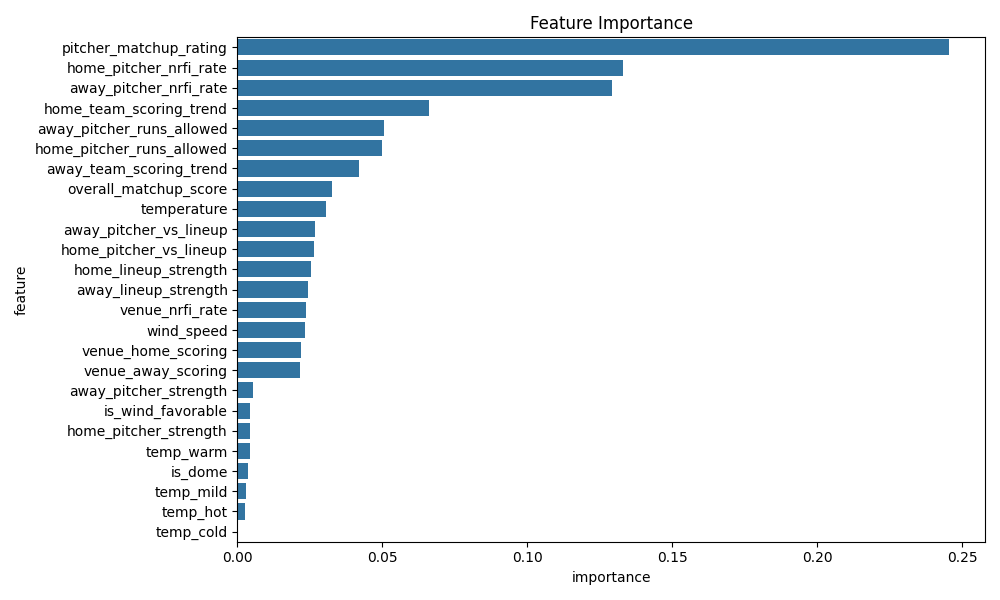 Feature Importance
pitcher_matchup_rating
home_pitcher_nrfi_rate
away_pitcher_nrfi_rate
home_team_scoring_trend
away_pitcher_runs_allowed
home_pitcher_runs_allowed
away_team_scoring_trend
overall_matchup_score
temperature
away_pitcher_vs_lineup
home_pitcher_vs_lineup
home_lineup_strength
away_lineup_strength
venue_nrfi_rate
wind_speed
venue_home_scoring
venue_away_scoring
away_pitcher_strength
is_wind_favorable
home_pitcher_strength
temp_warm
is_dome
temp_mild
temp_hot
temp_cold
feature
0.00 0.05 0.10 0.15 0.20 0.25
importance